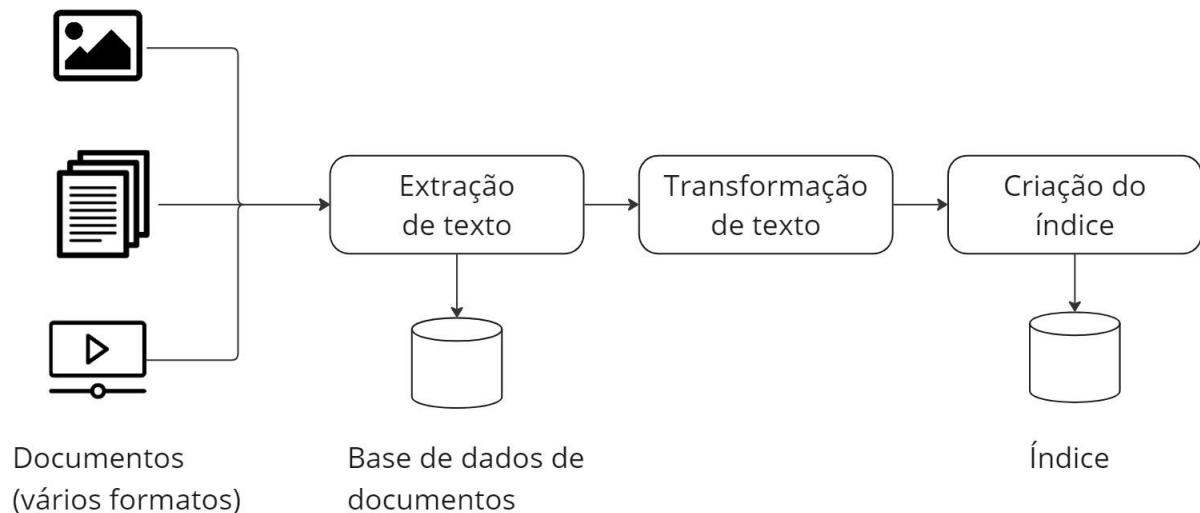 Extração
de texto
Transformação
de texto
Criação do
índice
Documentos
(vários formatos)
Base de dados de
documentos
Índice